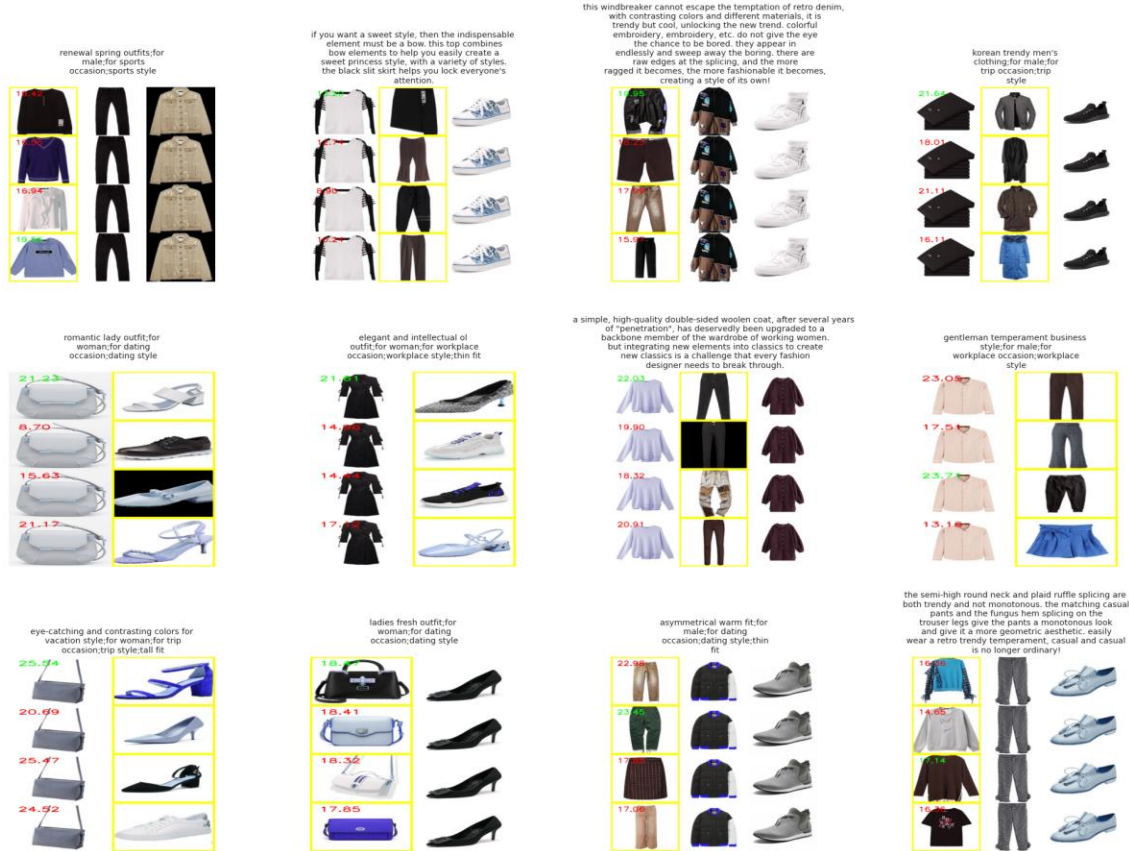 renewal spring outfits;for
male;for sports
occasion;sports style
18.42
16.94
if you want a sweet style, then the indispensable
element must be a bow. this top combines
bow elements to help you easily create a
sweet princess style, with a variety of styles.
the black slit skirt helps you lock everyone's
attention.
this windbreaker cannot escape the temptation of retro denim,
with contrasting colors and different materials, it is
trendy but cool, unlocking the new trend. colorful
embroidery, embroidery, etc. do not give the eye
the chance to be bored. they appear in
endlessly and sweep away the boring. there are
raw edges at the splicing, and the more
ragged it becomes, the more fashionable it becomes,
creating a style of its own!
korean trendy men's
clothing;for male;for
trip occasion;trip
style
21.64
18.01
21.11
16.11
romantic lady outfit;for
woman;for dating
occasion;dating style
21.23
8.70
15.63
21.17
elegant and intellectual ol
outfit;for woman;for workplace
occasion;workplace style;thin fit
a simple, high-quality double-sided woolen coat, after several years
of "penetration", has deservedly been upgraded to a
backbone member of the wardrobe of working women.
but integrating new elements into classics to create
new classics is a challenge that every fashion
designer needs to break through.
22.03
19.90
18.32
20.91
gentleman temperament business
style;for male;for
workplace occasion;workplace
style
23.05
17.51
23.71
13.16
eye-catching and contrasting colors for
vacation style;for woman;for trip
occasion;trip style;tall fit
25.54
20.69
25.47
24.52
ladies fresh outfit;for
woman;for dating
occasion;dating style
18.41
18.32
17.85
asymmetrical warm fit;for
male;for dating
occasion;dating style;thin
fit
22.98
23.45
17.06
the semi-high round neck and plaid ruffle splicing are
both trendy and not monotonous. the matching casual
pants and the fungus hem splicing on the
trouser legs give the pants a monotonous look
and give it a more geometric aesthetic. easily
wear a retro trendy temperament, casual and casual
is no longer ordinary!
14.65
17.14